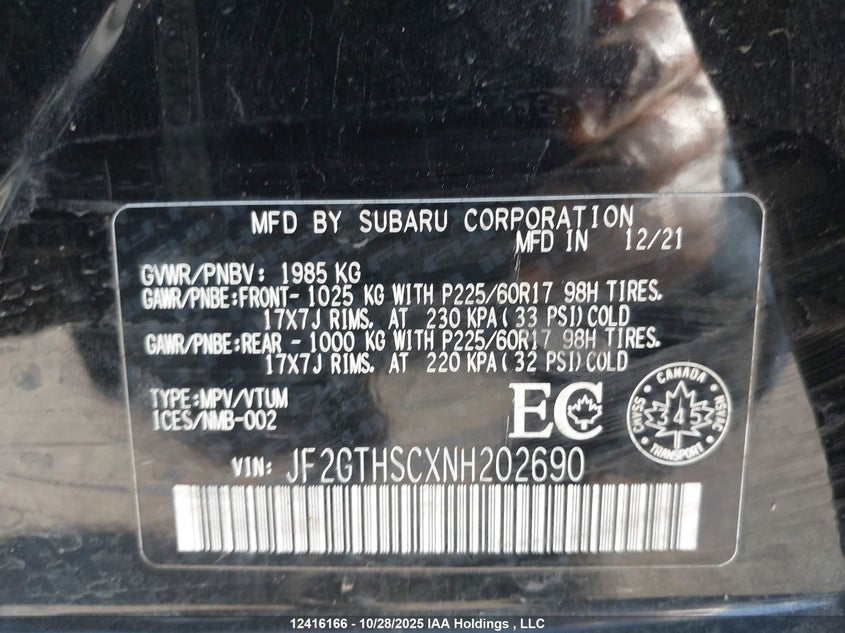 MFD BY SUBARU CORPORATION
MFD IN 12/21
GVWR/PNBV: 1985 KG
GAWR/PNBE:FRONT- 1025 KG WITH P225/60R17 98H TIRES.
17X7J RIMS. AT 230 KPA( 33 PSI)COLD
GAWR/PNBE:REAR - 1000 KG WITH P225/60R17 98H TIRES.
17X7J RIMS. AT 220 KPA( 32 PSI)COLD
TYPE:MPV/VTUM
ICES/NMB-002
EC
CANADA
SVASC
NSVAC
345
TRANSPORT
VIN: JF2GTHSCXNH202690
12416166 - 10/28/2025 IAA Holdings , LLC